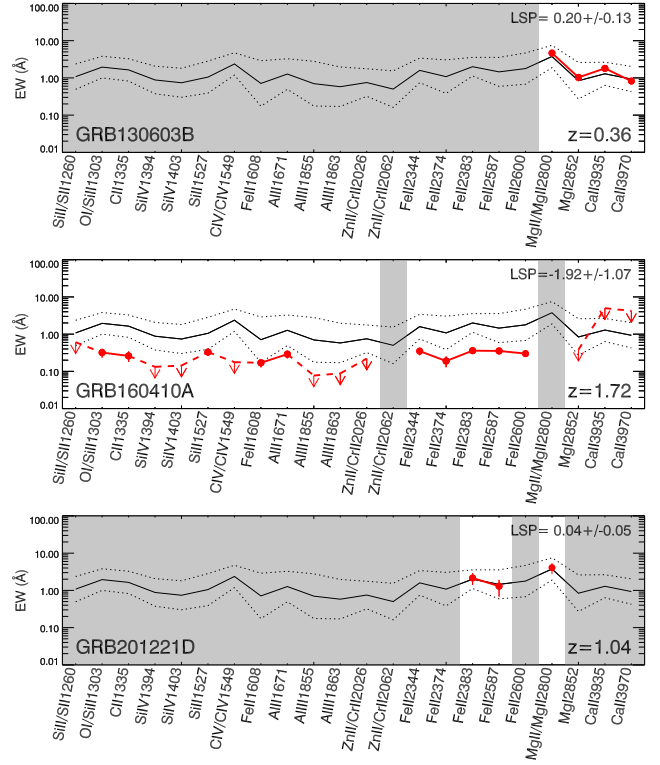 LSP= 0.20+/-0.13
100.00
10.00
1.00
0.10
0.01
EW (Å)
GRB130603B
z=0.36
SiII/SII1260
OI/SiII1303
CII1335
SiIV1394
SiIV1403
SiII1527
CIV/CIV1549
FeII1608
AlII1671
AlIII1855
AlIII1863
ZnII/CrII2026
ZnII/CrII2062
FeII2344
FeII2374
FeII2383
FeII2587
FeII2600
MgII/MgII2800
MgI2852
CaII3935
CaII3970
LSP=-1.92+/-1.07
100.00
10.00
1.00
0.10
0.01
EW (Å)
GRB160410A
z=1.72
SiII/SII1260
OI/SiII1303
CII1335
SiIV1394
SiIV1403
SiII1527
CIV/CIV1549
FeII1608
AlII1671
AlIII1855
AlIII1863
ZnII/CrII2026
ZnII/CrII2062
FeII2344
FeII2374
FeII2383
FeII2587
FeII2600
MgII/MgII2800
MgI2852
CaII3935
CaII3970
LSP= 0.04+/-0.05
100.00
10.00
1.00
0.10
0.01
EW (Å)
GRB201221D
z=1.04
SiII/SII1260
OI/SiII1303
CII1335
SiIV1394
SiIV1403
SiII1527
CIV/CIV1549
FeII1608
AlII1671
AlIII1855
AlIII1863
ZnII/CrII2026
ZnII/CrII2062
FeII2344
FeII2374
FeII2383
FeII2587
FeII2600
MgII/MgII2800
MgI2852
CaII3935
CaII3970